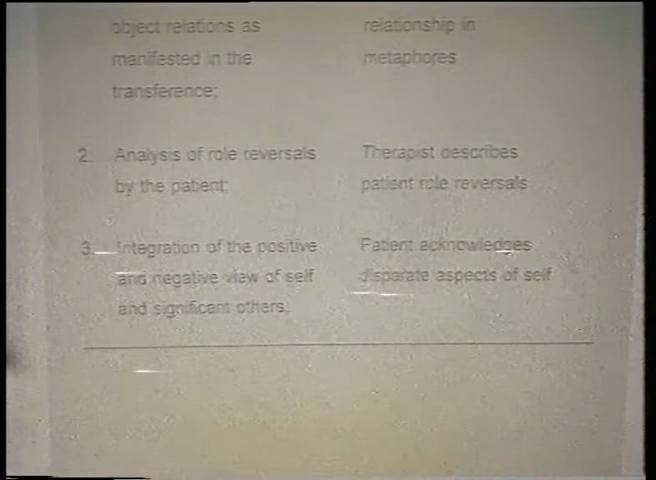 object relations as
relationship in
manifested in the
metaphores
transference;
2. Analysis of role reversals
Therapist describes
by the patient;
patient role reversals
3. Integration of the positive
Patient acknowledges
and negative view of self
disparate aspects of self
and significant others.